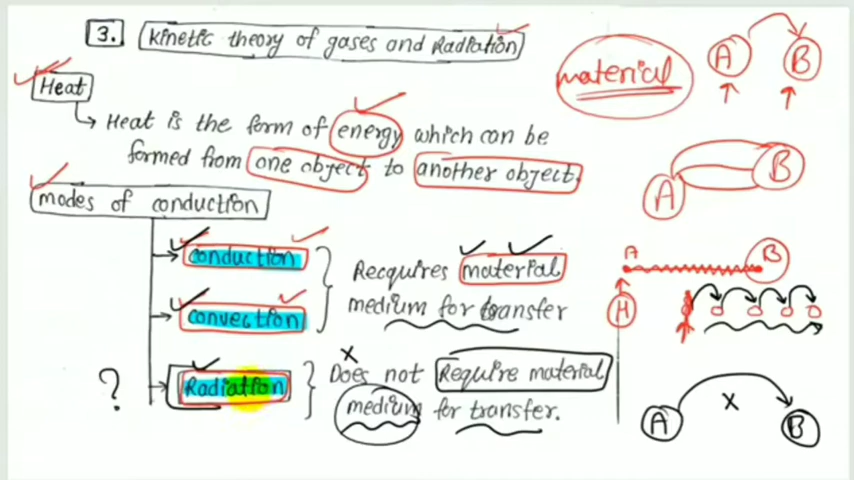 3. Kinetic theory of gases and Radiation
Heat
Heat is the form of energy which can be
formed from one object to another object.
modes of conduction
conduction
convection
Recquires material
medium for transfer
Radiation
?
Does not Require material
medium for transfer.
material
A B
A B
A B
H
A X B